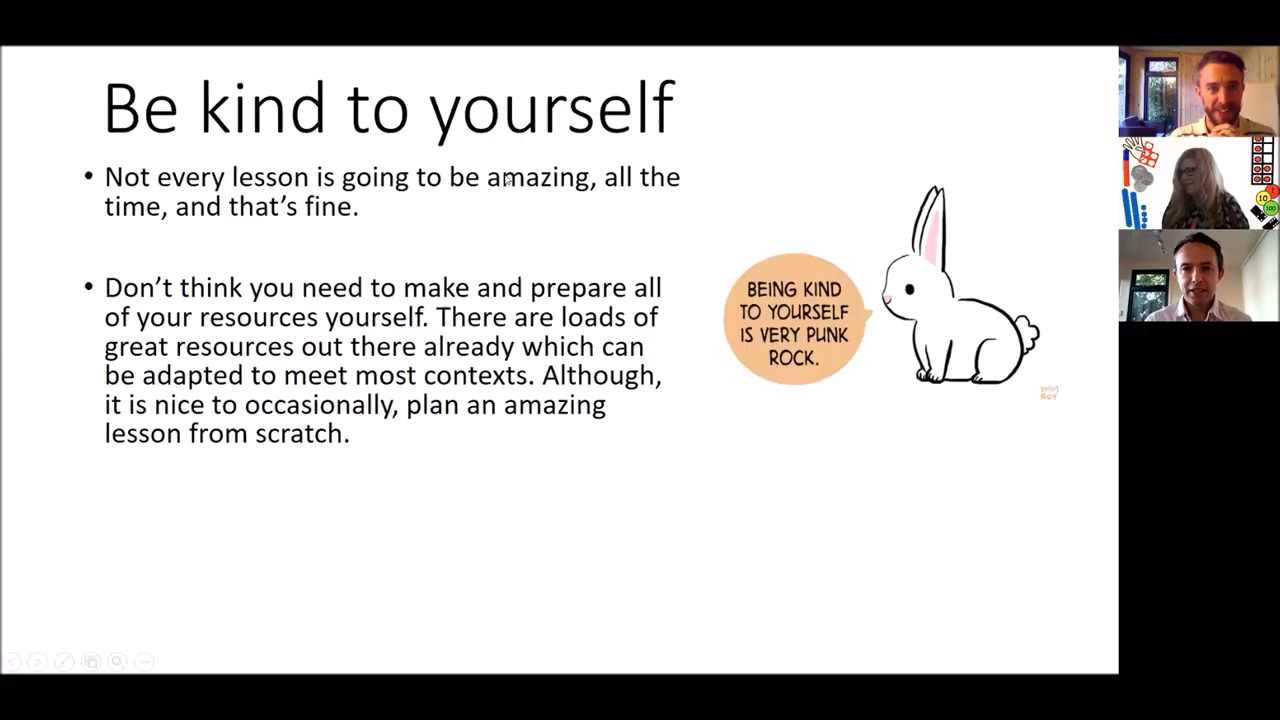 Be kind to yourself
• Not every lesson is going to be amazing, all the
time, and that's fine.
• Don't think you need to make and prepare all
of your resources yourself. There are loads of
great resources out there already which can
be adapted to meet most contexts. Although,
it is nice to occasionally, plan an amazing
lesson from scratch.
BEING KIND
TO YOURSELF
IS VERY PUNK
ROCK.
10
100